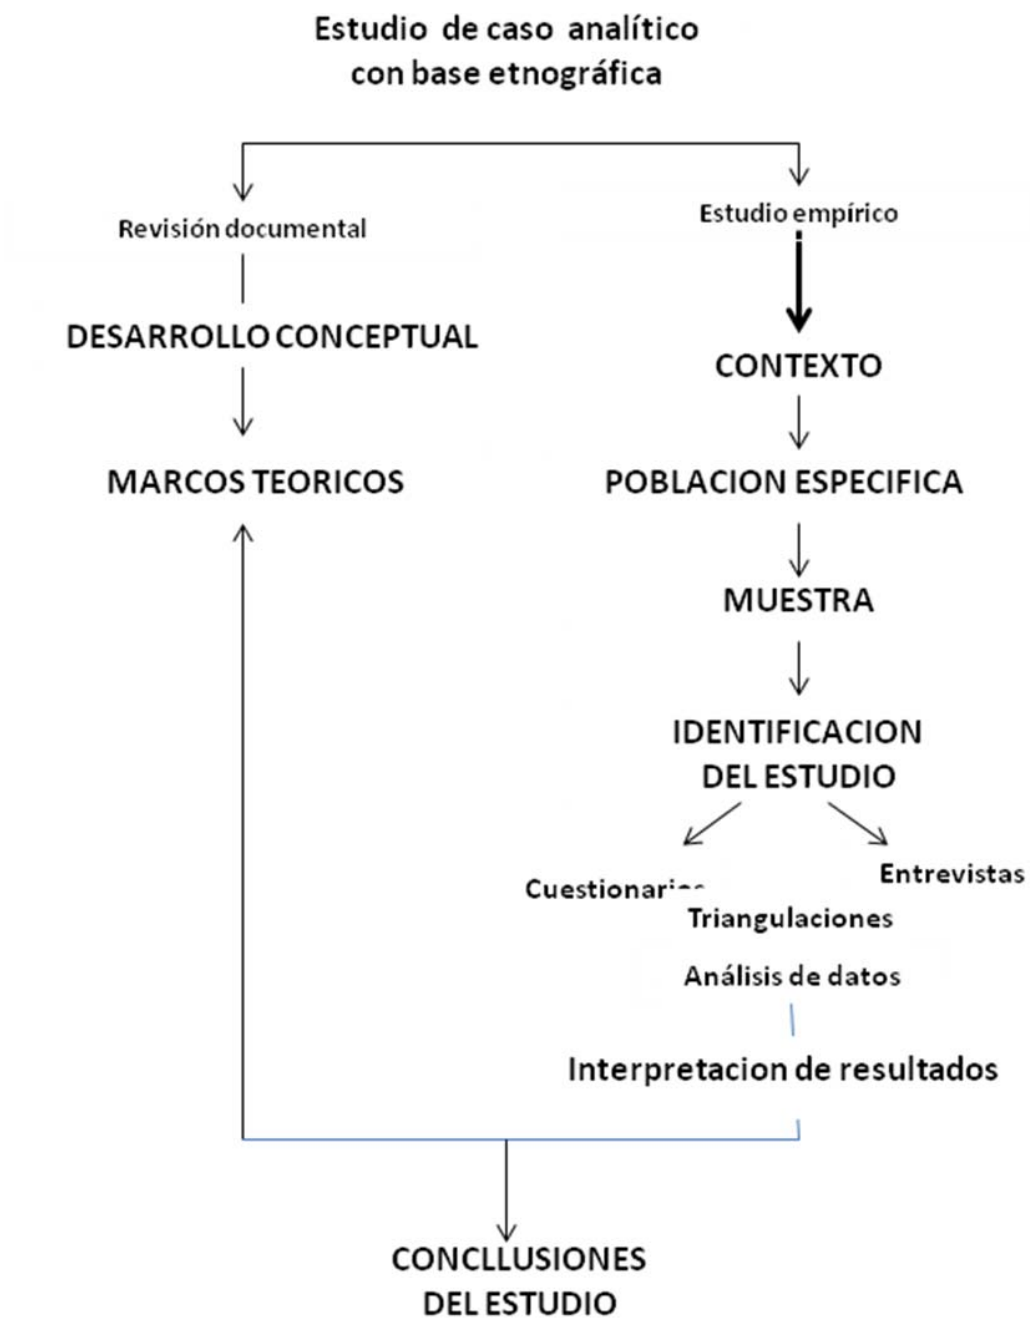 Estudio de caso analítico
con base etnográfica
Revisión documental
DESARROLLO CONCEPTUAL
MARCOS TEORICOS
Estudio empírico
CONTEXTO
POBLACION ESPECIFICA
MUESTRA
IDENTIFICACION
DEL ESTUDIO
Cuestionarios
Entrevistas
Triangulaciones
Análisis de datos
Interpretacion de resultados
CONCLLUSIONES
DEL ESTUDIO